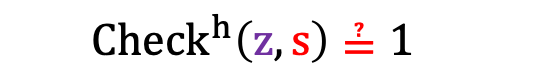 Checkʰ(z, s) ≟ 1